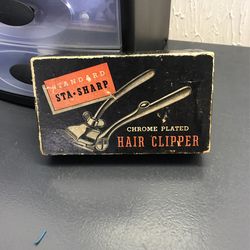 STANDARD
STA-SHARP
CHROME PLATED
HAIR CLIPPER